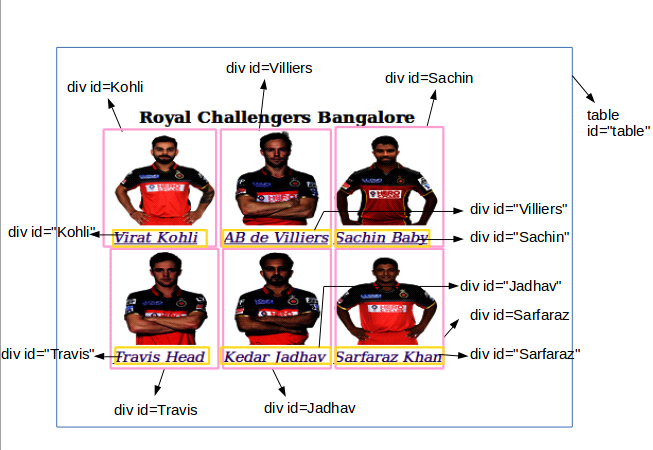 div id=Villiers
div id=Sachin
div id=Kohli
Royal Challengers Bangalore
table
id="table"
div id="Villiers"
div id="Kohli"
Virat Kohli
AB de Villiers
Sachin Baby
div id="Sachin"
div id="Jadhav"
div id=Sarfaraz
div id="Travis"
Travis Head
Kedar Jadhav
Sarfaraz Khan
div id="Sarfaraz"
div id=Travis
div id=Jadhav